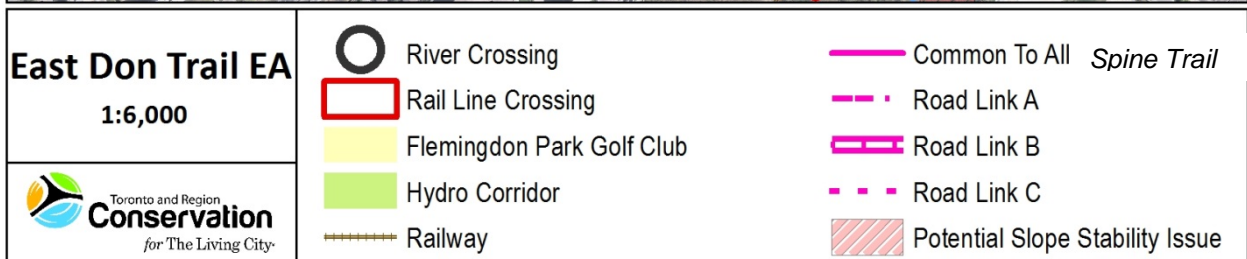 East Don Trail EA
1:6,000
Toronto and Region
Conservation
for The Living City·
River Crossing
Rail Line Crossing
Flemingdon Park Golf Club
Hydro Corridor
Railway
Common To All Spine Trail
Road Link A
Road Link B
Road Link C
Potential Slope Stability Issue